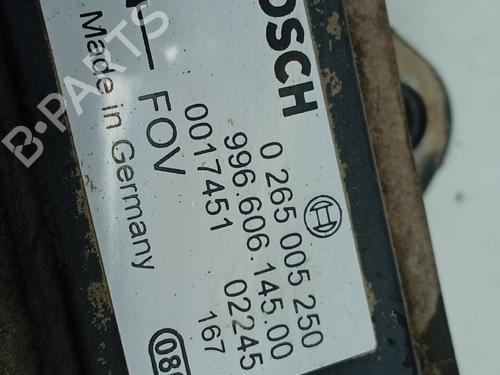 BOSCH
0 265 005 250
996.606.145.00
0017451 02245
FOV 167
Made in Germany
B-PARTS